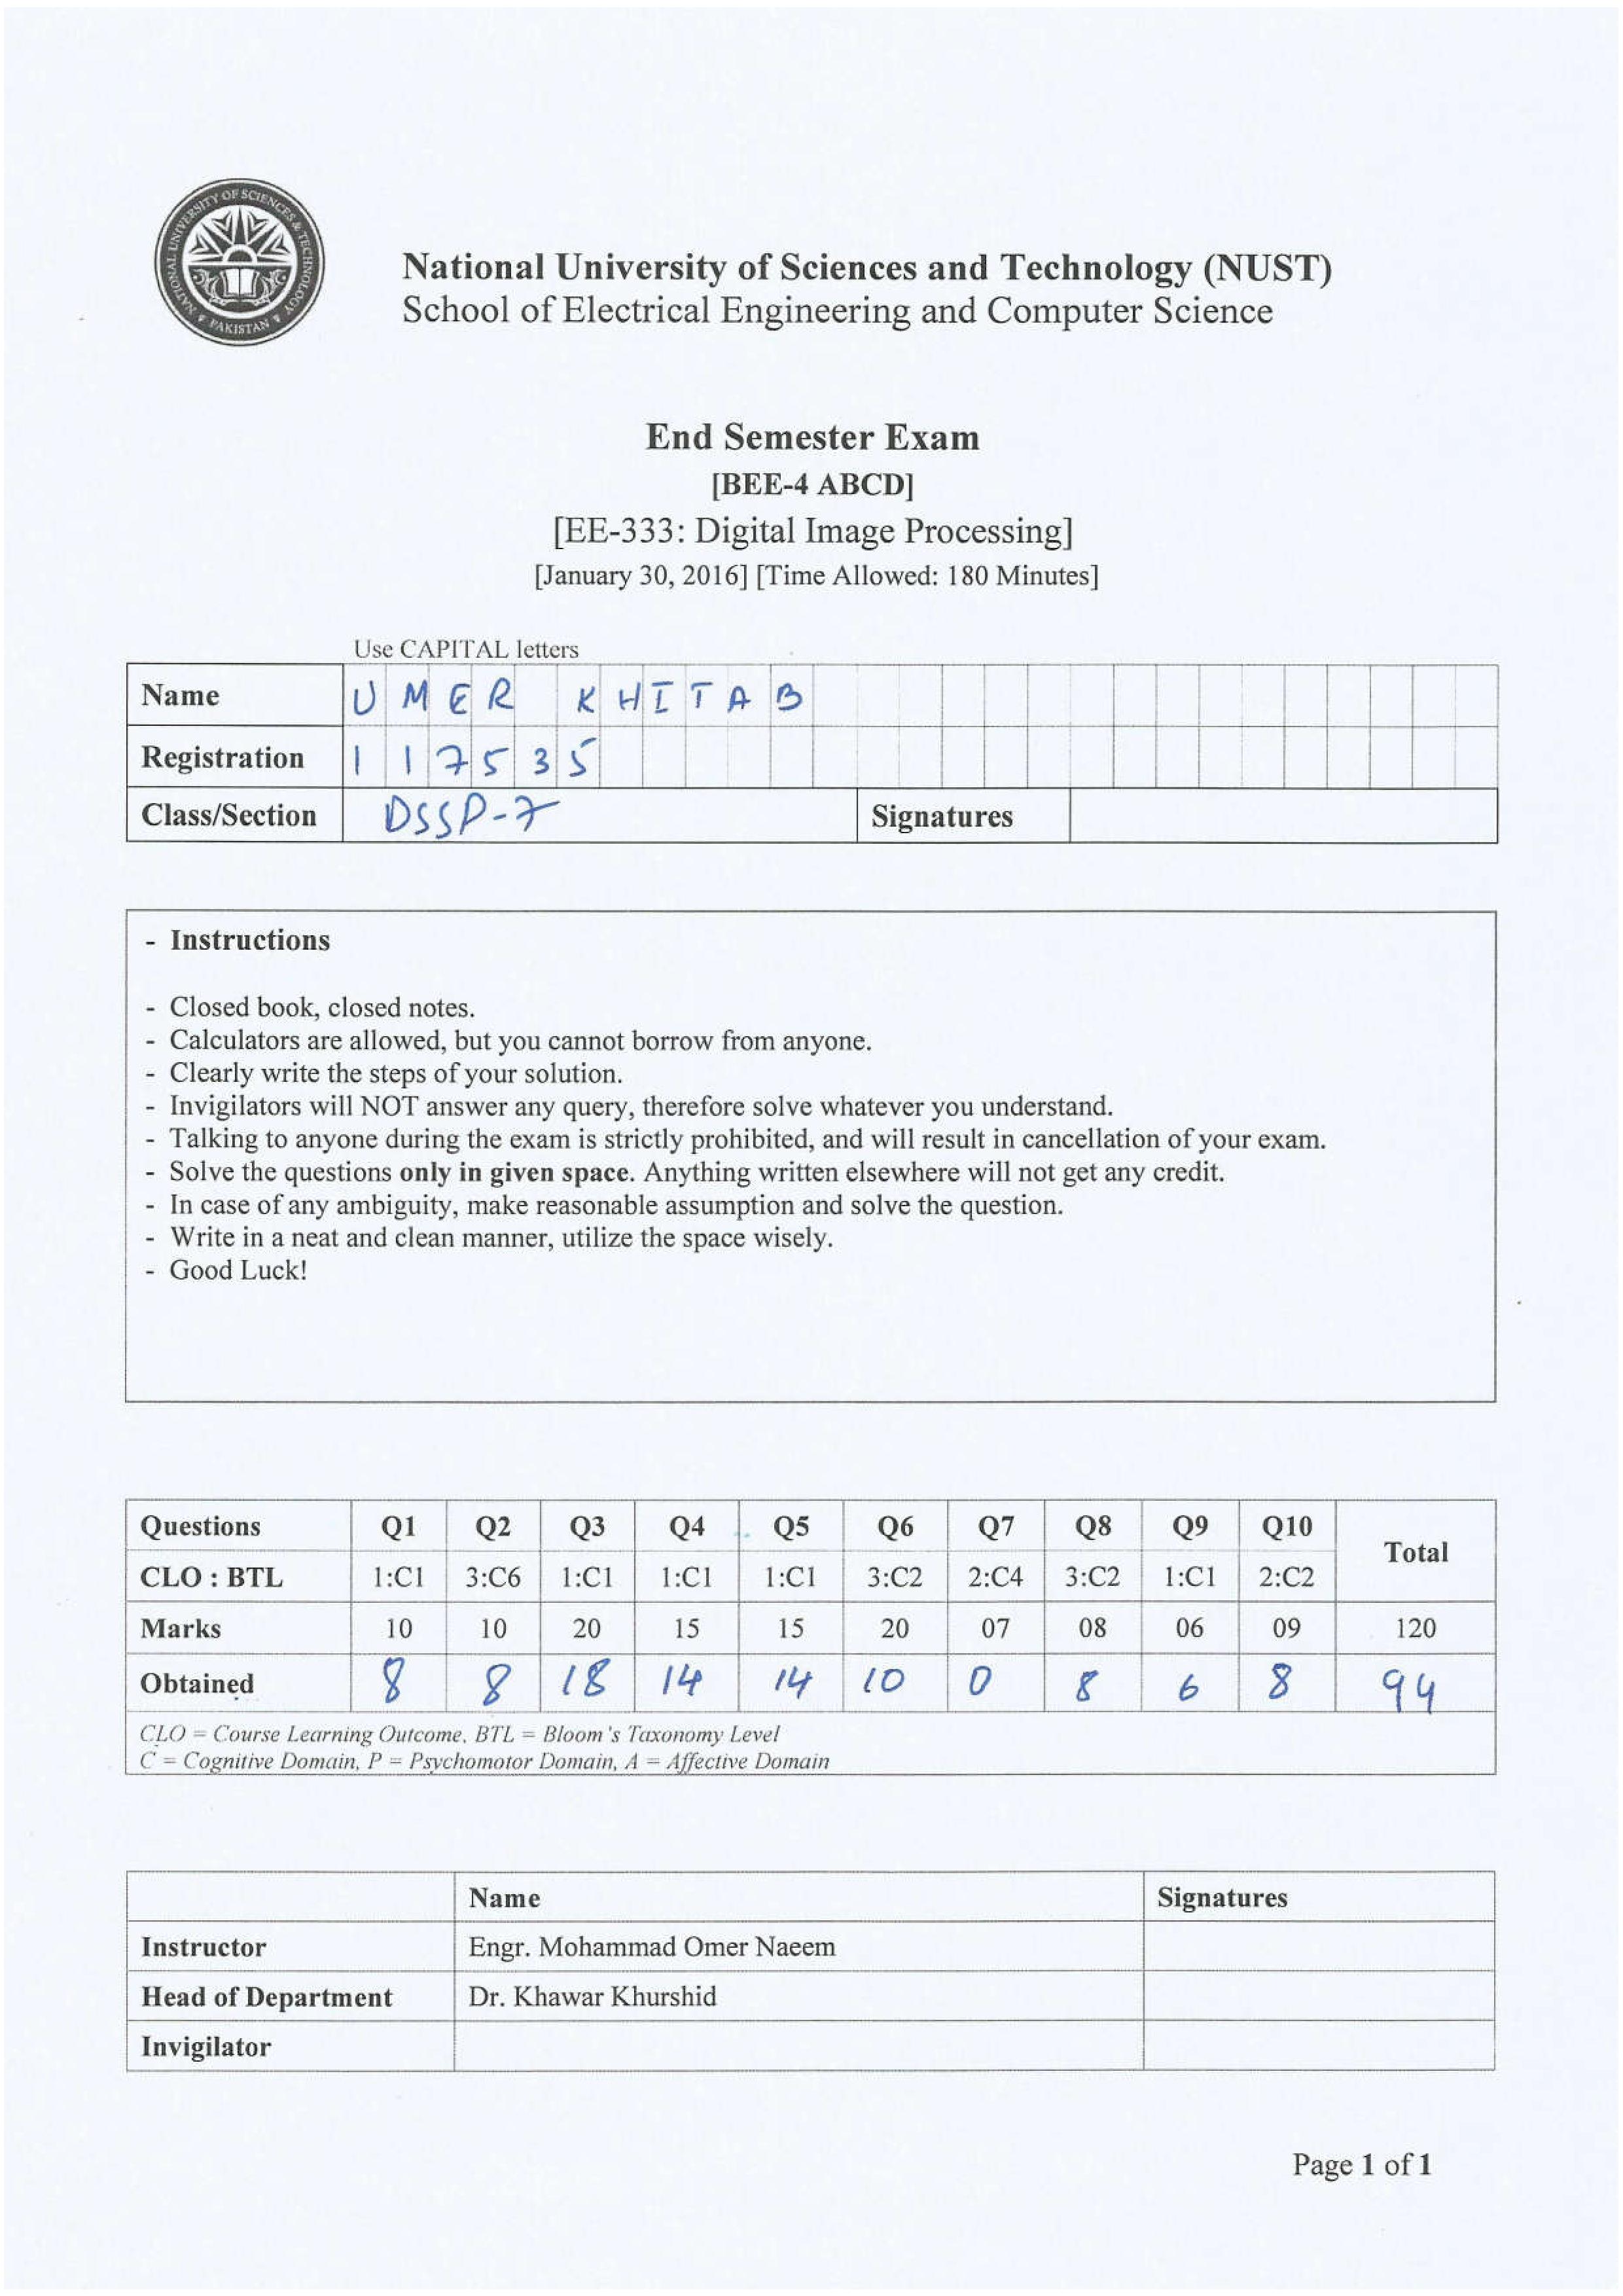 NATIONAL UNIVERSITY OF SCIENCES & TECHNOLOGY
PAKISTAN
National University of Sciences and Technology (NUST)
School of Electrical Engineering and Computer Science
End Semester Exam
[BEE-4 ABCD]
[EE-333: Digital Image Processing]
[January 30, 2016] [Time Allowed: 180 Minutes]
Use CAPITAL letters
Name UMER KHITAB
Registration 117535
Class/Section DSSP-7 Signatures
- Instructions
- Closed book, closed notes.
- Calculators are allowed, but you cannot borrow from anyone.
- Clearly write the steps of your solution.
- Invigilators will NOT answer any query, therefore solve whatever you understand.
- Talking to anyone during the exam is strictly prohibited, and will result in cancellation of your exam.
- Solve the questions only in given space. Anything written elsewhere will not get any credit.
- In case of any ambiguity, make reasonable assumption and solve the question.
- Write in a neat and clean manner, utilize the space wisely.
- Good Luck!
Questions Q1 Q2 Q3 Q4 Q5 Q6 Q7 Q8 Q9 Q10 Total
CLO : BTL 1:C1 3:C6 1:C1 1:C1 1:C1 3:C2 2:C4 3:C2 1:C1 2:C2
Marks 10 10 20 15 15 20 07 08 06 09 120
Obtained 8 8 18 14 14 10 0 8 6 8 94
CLO = Course Learning Outcome, BTL = Bloom's Taxonomy Level
C = Cognitive Domain, P = Psychomotor Domain, A = Affective Domain
Name Signatures
Instructor Engr. Mohammad Omer Naeem
Head of Department Dr. Khawar Khurshid
Invigilator
Page 1 of 1